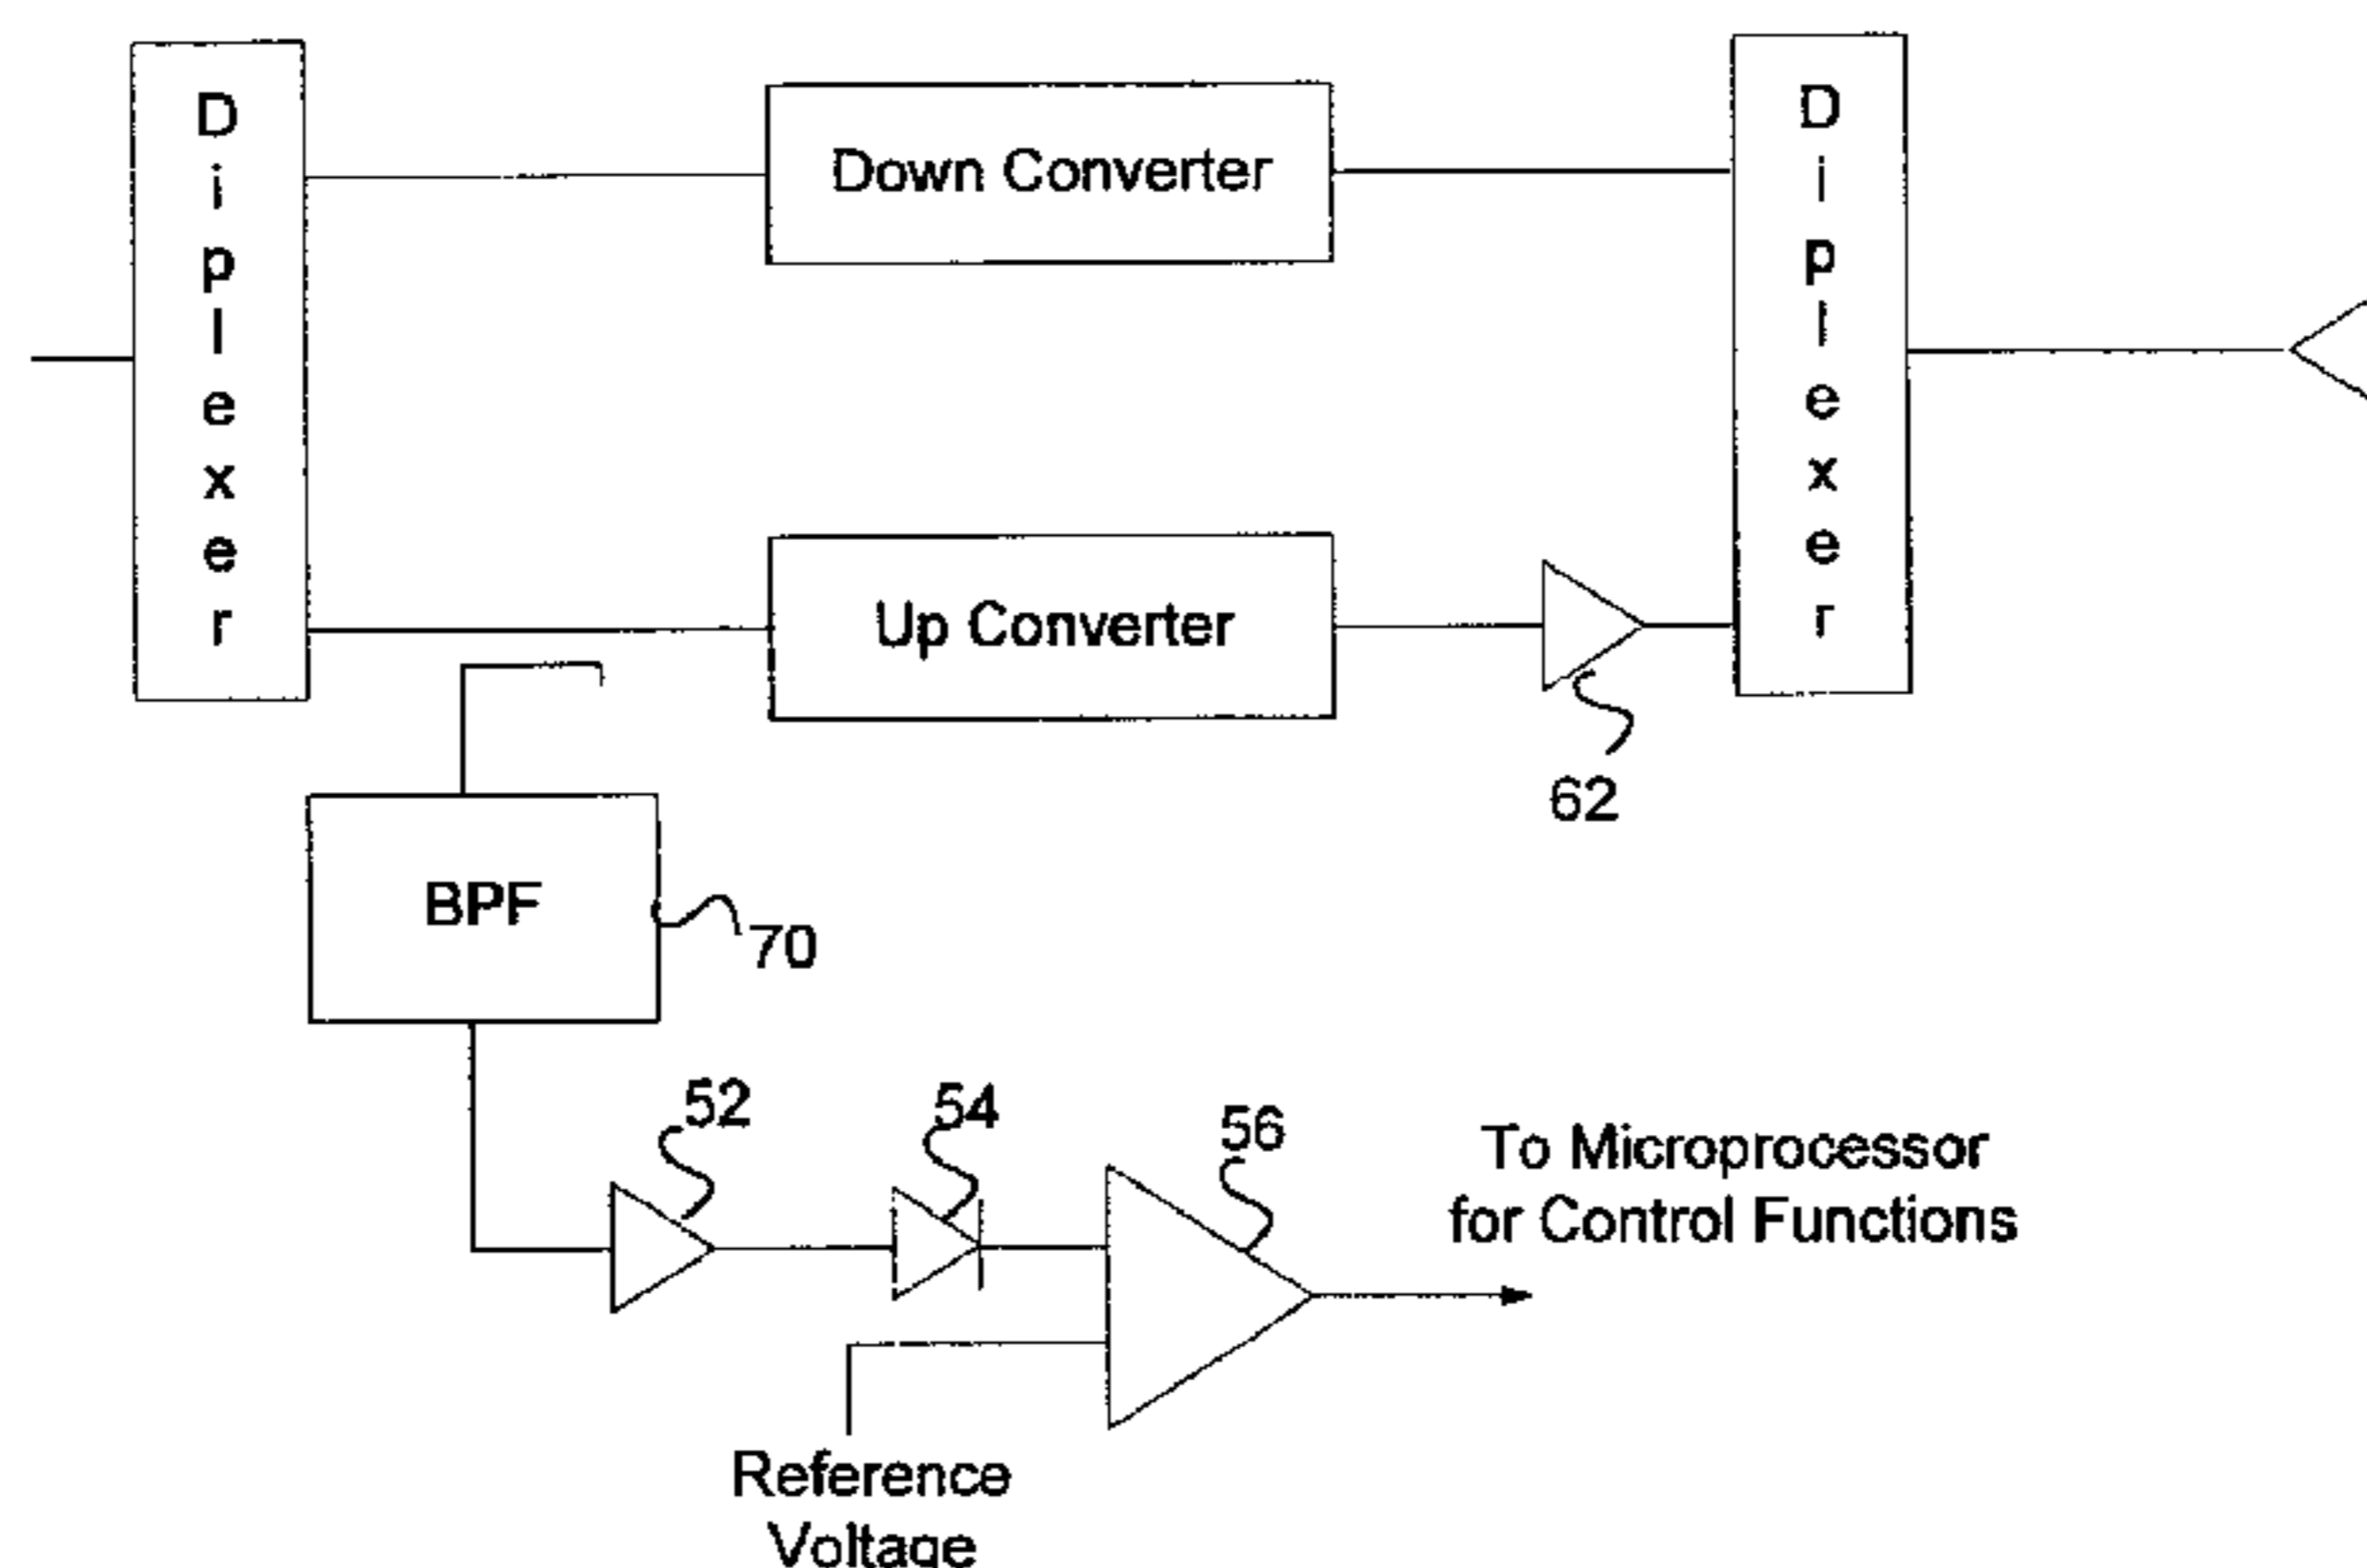 Diplexer
Down Converter
Diplexer
Up Converter
62
BPF
70
52
54
56
To Microprocessor
for Control Functions
Reference
Voltage